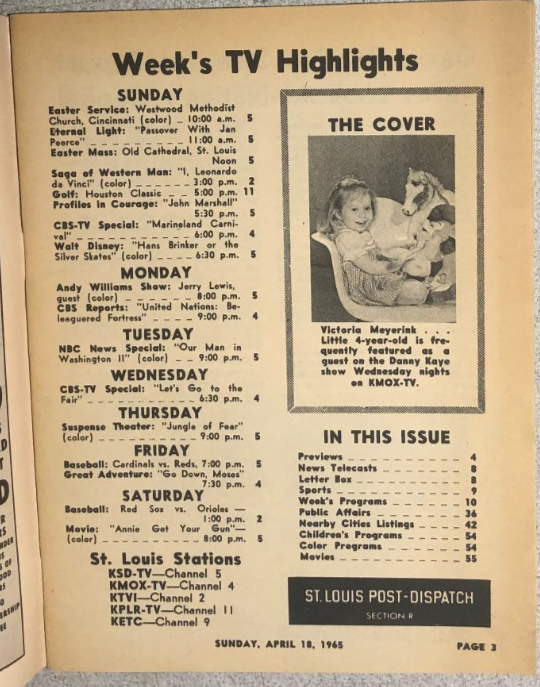 Week's TV Highlights
SUNDAY
Easter Service: Westwood Methodist
Church, Cincinnati (color) _ 10:00 a.m. 5
Eternal Light: "Passover With Jan
Peerce" _ _ _ _ _ _ _ _ _ 11:00 a.m. 5
Easter Mass: Old Cathedral, St. Louis
Noon 5
Saga of Western Man: "I, Leonardo
da Vinci" (color) _ _ _ _ _ 3:00 p.m. 2
Golf: Houston Classic _ _ 5:00 p.m. 11
Profiles in Courage: "John Marshall"
5:30 p.m. 5
CBS-TV Special: "Marineland Carni-
val" _ _ _ _ _ _ _ _ _ _ 6:00 p.m. 4
Walt Disney: "Hans Brinker or the
Silver Skates" (color) _ _ 6:30 p.m. 5
MONDAY
Andy Williams Show: Jerry Lewis,
guest (color) _ _ _ _ _ _ 8:00 p.m. 5
CBS Reports: "United Nations: Be-
leaguered Fortress" _ _ _ 9:00 p.m. 4
TUESDAY
NBC News Special: "Our Man in
Washington II" (color) _ _ 9:00 p.m. 5
WEDNESDAY
CBS-TV Special: "Let's Go to the
Fair" _ _ _ _ _ _ _ _ _ _ 6:30 p.m. 4
THURSDAY
Suspense Theater: "Jungle of Fear"
(color) _ _ _ _ _ _ _ _ _ 9:00 p.m. 5
FRIDAY
Baseball: Cardinals vs. Reds, 7:00 p.m. 5
Great Adventure: "Go Down, Moses"
7:30 p.m. 4
SATURDAY
Baseball: Red Sox vs. Orioles —
1:00 p.m. 2
Movie: "Annie Get Your Gun"—
(color) _ _ _ _ _ _ _ _ _ 8:00 p.m. 5
St. Louis Stations
KSD-TV—Channel 5
KMOX-TV—Channel 4
KTVI—Channel 2
KPLR-TV—Channel 11
KETC—Channel 9
THE COVER
Victoria Meyerink . . .
Little 4-year-old is fre-
quently featured as a
guest on the Danny Kaye
show Wednesday nights
on KMOX-TV.
IN THIS ISSUE
Previews _ _ _ _ _ _ _ _ _ _ 4
News Telecasts _ _ _ _ _ _ _ 8
Letter Box _ _ _ _ _ _ _ _ _ 8
Sports _ _ _ _ _ _ _ _ _ _ _ 9
Week's Programs _ _ _ _ _ _ 10
Public Affairs _ _ _ _ _ _ _ 36
Nearby Cities Listings _ _ _ _ 42
Children's Programs _ _ _ _ _ 54
Color Programs _ _ _ _ _ _ _ 54
Movies _ _ _ _ _ _ _ _ _ _ _ 55
ST. LOUIS POST-DISPATCH
SECTION R
SUNDAY, APRIL 18, 1965
PAGE 3